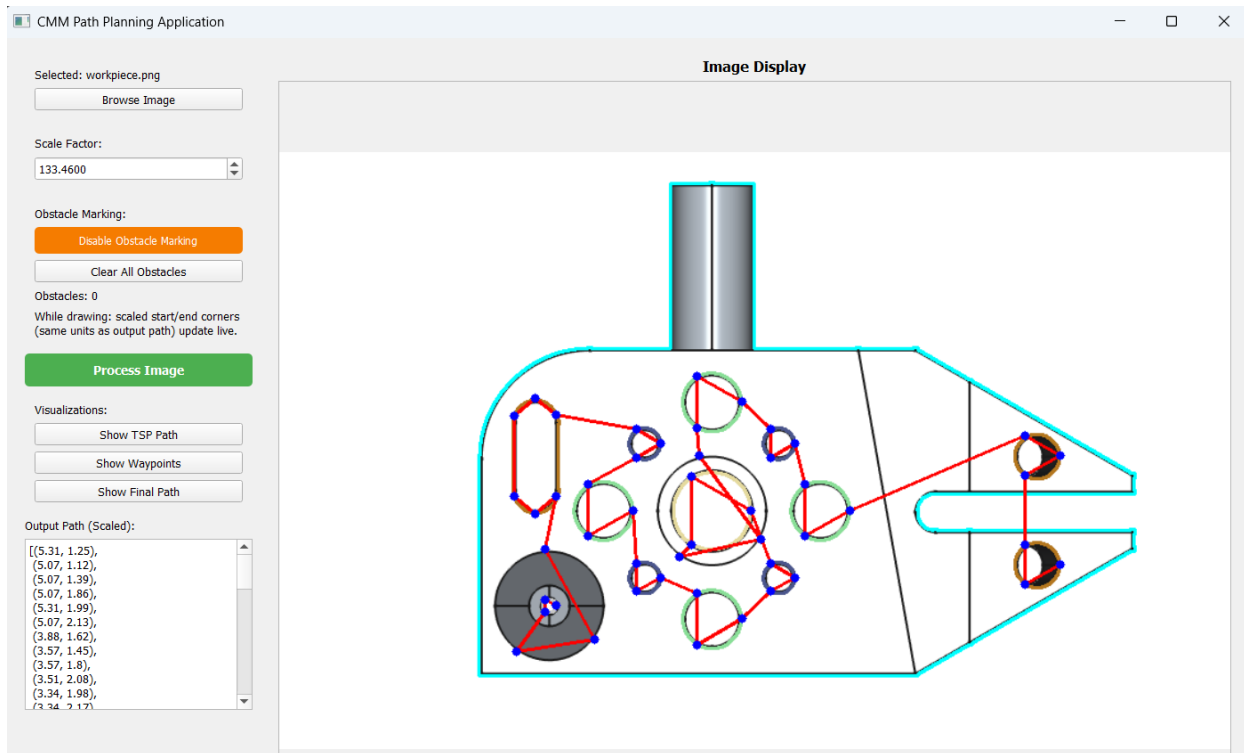 CMM Path Planning Application
Selected: workpiece.png
Browse Image
Scale Factor:
133.4600
Obstacle Marking:
Disable Obstacle Marking
Clear All Obstacles
Obstacles: 0
While drawing: scaled start/end corners
(same units as output path) update live.
Process Image
Visualizations:
Show TSP Path
Show Waypoints
Show Final Path
Output Path (Scaled):
[(5.31, 1.25),
(5.07, 1.12),
(5.07, 1.39),
(5.07, 1.86),
(5.31, 1.99),
(5.07, 2.13),
(3.88, 1.62),
(3.57, 1.45),
(3.57, 1.8),
(3.51, 2.08),
(3.34, 1.98),
(3.34, 2.17)
Image Display